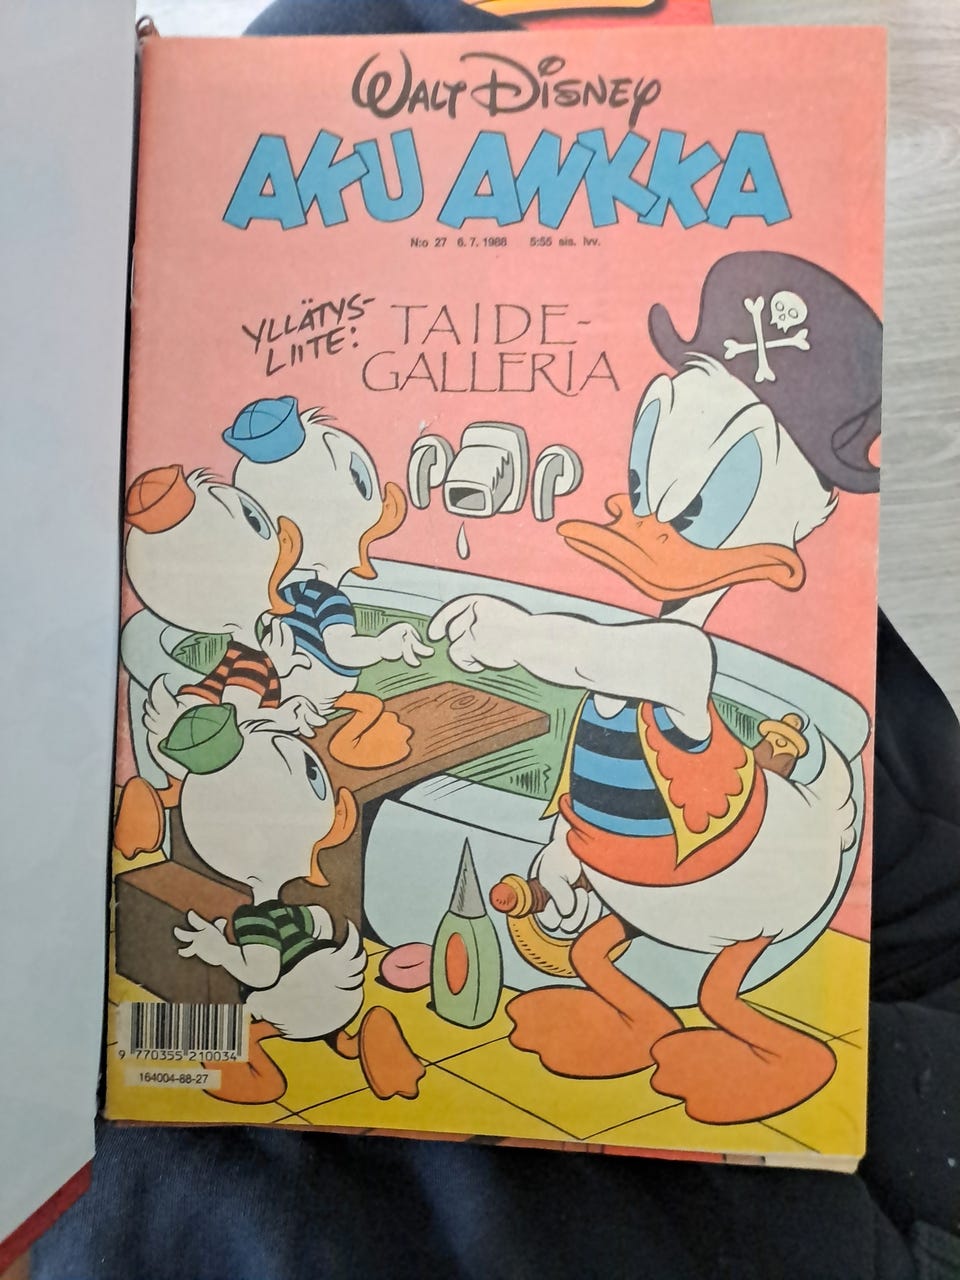 WALT DISNEY
AKU ANKKA
N:o 27 6.7.1988 5:55 sis. lvv.
YLLÄTYS-
LIITE:
TAIDE-
GALLERIA
9 770355 210034
164004-88-27